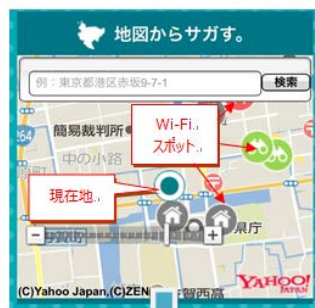 地図からサガす。
例：東京都港区赤坂9-7-1
検索
264
簡易裁判所
Wi-Fi
スポット
中の小路
現在地
県庁
YAHOO!
(C)Yahoo Japan,(C)ZEN
佐賀西高